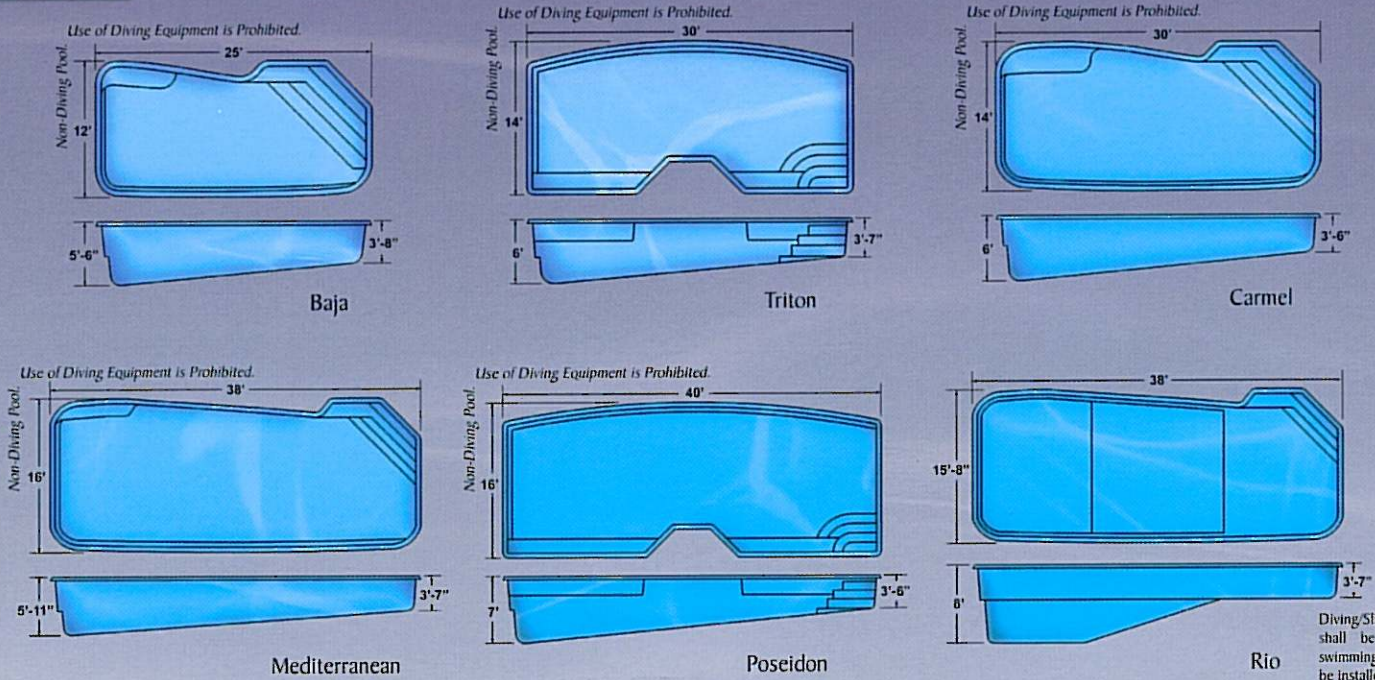 Use of Diving Equipment is Prohibited.
Non-Diving Pool.
25'
12'
5'-6"
3'-8"
Baja
Use of Diving Equipment is Prohibited.
Non-Diving Pool.
30'
14'
6'
3'-7"
Triton
Use of Diving Equipment is Prohibited.
Non-Diving Pool.
30'
14'
6'
3'-6"
Carmel
Use of Diving Equipment is Prohibited.
Non-Diving Pool.
38'
16'
5'-11"
3'-7"
Mediterranean
Use of Diving Equipment is Prohibited.
Non-Diving Pool.
40'
16'
7'
3'-6"
Poseidon
38'
15'-8"
8'
3'-7"
Rio
shall be
swimming
be installe